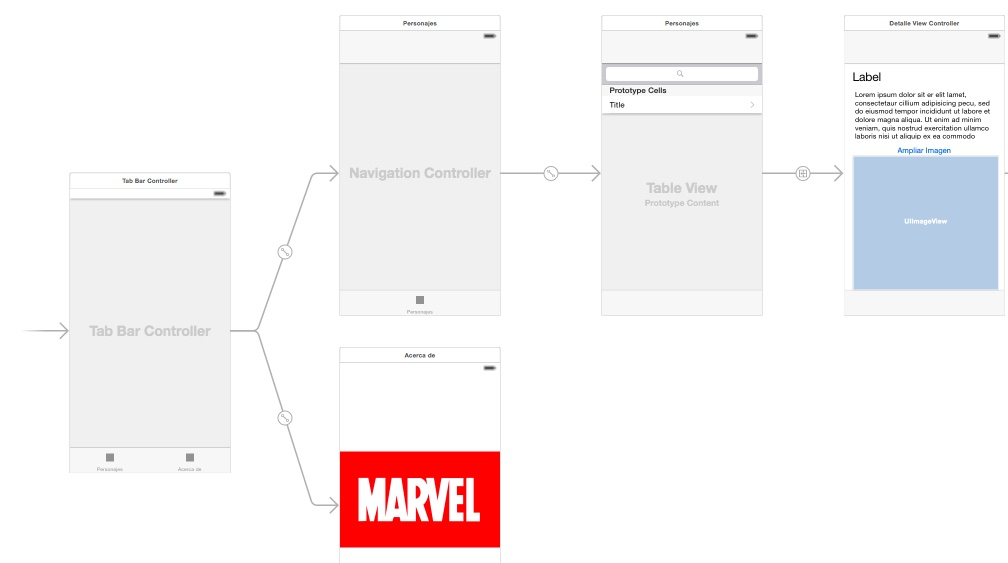 Personajes
Navigation Controller
Personajes
Personajes
Prototype Cells
Title
Table View
Prototype Content
Detalle View Controller
Label
Lorem ipsum dolor sit er elit lamet,
consectetaur cillium adipisicing pecu, sed
do eiusmod tempor incididunt ut labore et
dolore magna aliqua. Ut enim ad minim
veniam, quis nostrud exercitation ullamco
laboris nisi ut aliquip ex ea commodo
Ampliar Imagen
UIImageView
Tab Bar Controller
Tab Bar Controller
Personajes
Acerca de
Acerca de
MARVEL